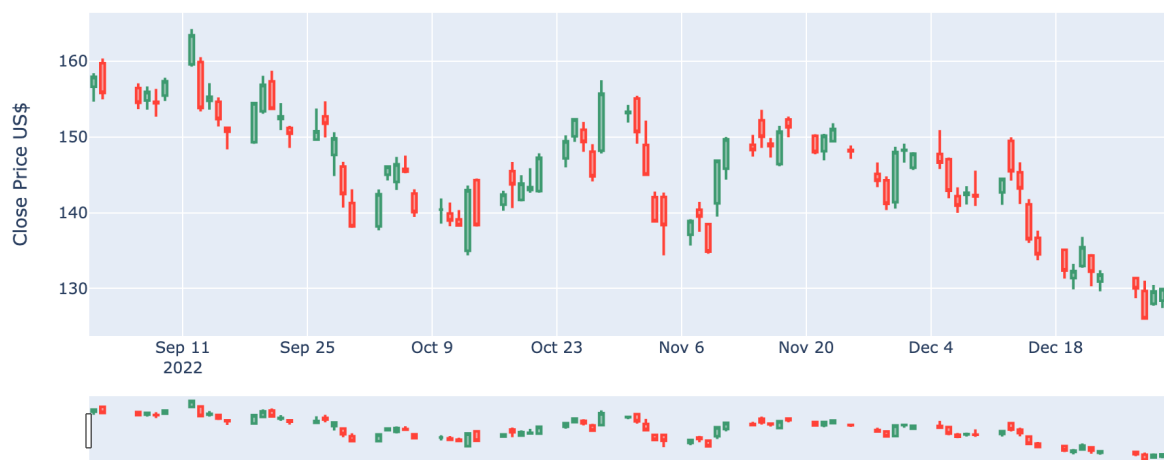 Close Price US$
160
150
140
130
Sep 11
2022
Sep 25
Oct 9
Oct 23
Nov 6
Nov 20
Dec 4
Dec 18